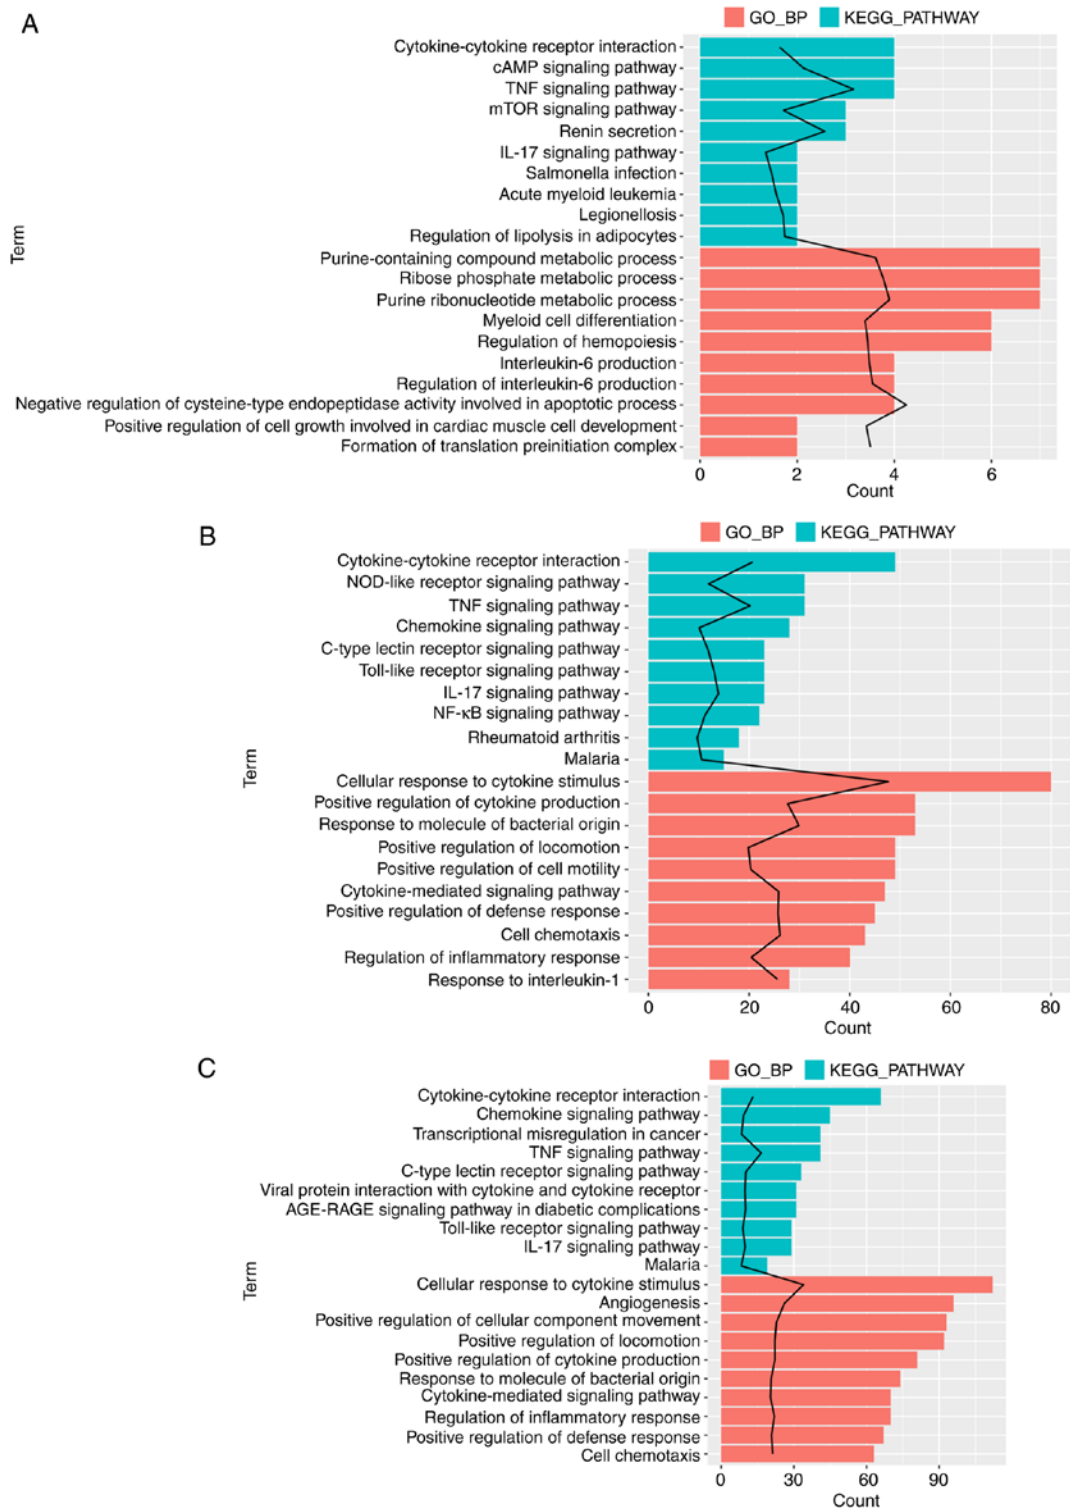 A
GO_BP KEGG_PATHWAY
Cytokine-cytokine receptor interaction
cAMP signaling pathway
TNF signaling pathway
mTOR signaling pathway
Renin secretion
IL-17 signaling pathway
Salmonella infection
Acute myeloid leukemia
Legionellosis
Regulation of lipolysis in adipocytes
Purine-containing compound metabolic process
Ribose phosphate metabolic process
Purine ribonucleotide metabolic process
Myeloid cell differentiation
Regulation of hemopoiesis
Interleukin-6 production
Regulation of interleukin-6 production
Negative regulation of cysteine-type endopeptidase activity involved in apoptotic process
Positive regulation of cell growth involved in cardiac muscle cell development
Formation of translation preinitiation complex
Term
0 2 4 6
Count
B
GO_BP KEGG_PATHWAY
Cytokine-cytokine receptor interaction
NOD-like receptor signaling pathway
TNF signaling pathway
Chemokine signaling pathway
C-type lectin receptor signaling pathway
Toll-like receptor signaling pathway
IL-17 signaling pathway
NF-κB signaling pathway
Rheumatoid arthritis
Malaria
Cellular response to cytokine stimulus
Positive regulation of cytokine production
Response to molecule of bacterial origin
Positive regulation of locomotion
Positive regulation of cell motility
Cytokine-mediated signaling pathway
Positive regulation of defense response
Cell chemotaxis
Regulation of inflammatory response
Response to interleukin-1
Term
0 20 40 60 80
Count
C
GO_BP KEGG_PATHWAY
Cytokine-cytokine receptor interaction
Chemokine signaling pathway
Transcriptional misregulation in cancer
TNF signaling pathway
C-type lectin receptor signaling pathway
Viral protein interaction with cytokine and cytokine receptor
AGE-RAGE signaling pathway in diabetic complications
Toll-like receptor signaling pathway
IL-17 signaling pathway
Malaria
Cellular response to cytokine stimulus
Angiogenesis
Positive regulation of cellular component movement
Positive regulation of locomotion
Positive regulation of cytokine production
Response to molecule of bacterial origin
Cytokine-mediated signaling pathway
Regulation of inflammatory response
Positive regulation of defense response
Cell chemotaxis
Term
0 30 60 90
Count